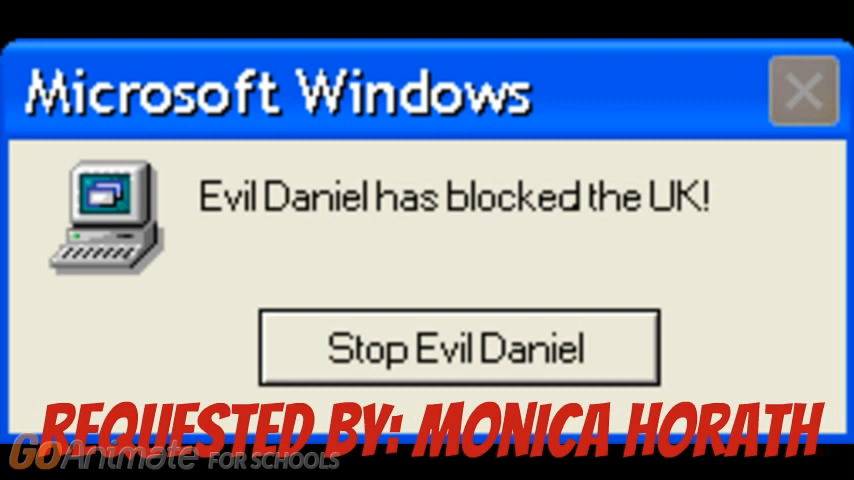 Microsoft Windows
Evil Daniel has blocked the UK!
Stop Evil Daniel
REQUESTED BY: MONICA HORATH
GoAnimate FOR SCHOOLS